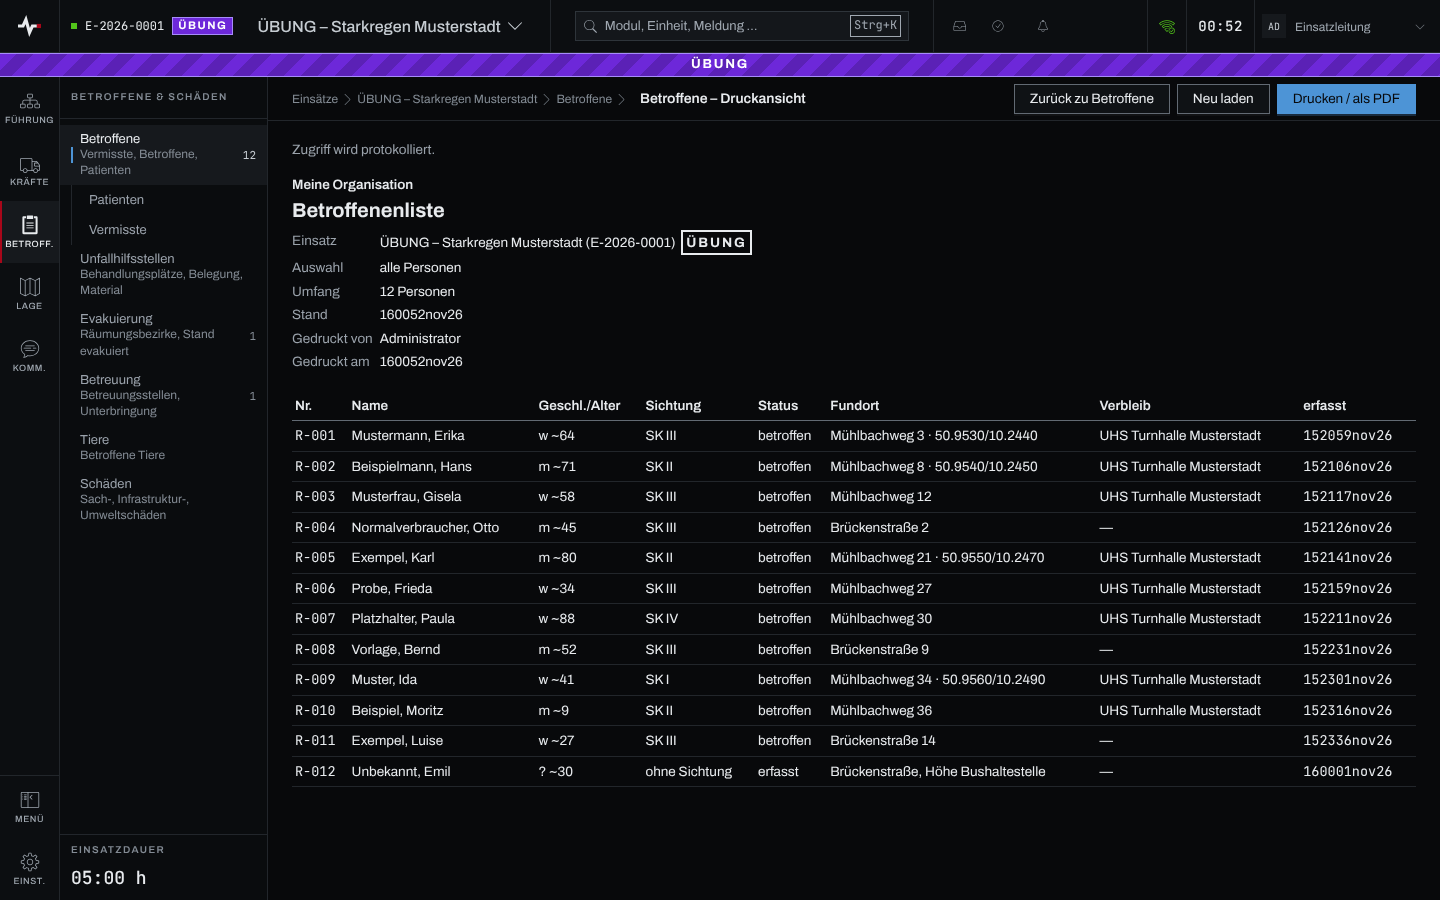 E-2026-0001 ÜBUNG ÜBUNG – Starkregen Musterstadt Modul, Einheit, Meldung ... Strg+K 00:52 AD Einsatzleitung
ÜBUNG
FÜHRUNG
KRÄFTE
BETROFF.
LAGE
KOMM.
MENÜ
EINST.
BETROFFENE & SCHÄDEN
Betroffene
Vermisste, Betroffene, 12
Patienten
Patienten
Vermisste
Unfallhilfsstellen
Behandlungsplätze, Belegung,
Material
Evakuierung
Räumungsbezirke, Stand 1
evakuiert
Betreuung
Betreuungsstellen, 1
Unterbringung
Tiere
Betroffene Tiere
Schäden
Sach-, Infrastruktur-,
Umweltschäden
EINSATZDAUER
05:00 h
Einsätze ÜBUNG – Starkregen Musterstadt Betroffene Betroffene – Druckansicht Zurück zu Betroffene Neu laden Drucken / als PDF
Zugriff wird protokolliert.
Meine Organisation
Betroffenenliste
Einsatz ÜBUNG – Starkregen Musterstadt (E-2026-0001) ÜBUNG
Auswahl alle Personen
Umfang 12 Personen
Stand 160052nov26
Gedruckt von Administrator
Gedruckt am 160052nov26
Nr. Name Geschl./Alter Sichtung Status Fundort Verbleib erfasst
R-001 Mustermann, Erika w ~64 SK III betroffen Mühlbachweg 3 · 50.9530/10.2440 UHS Turnhalle Musterstadt 152059nov26
R-002 Beispielmann, Hans m ~71 SK II betroffen Mühlbachweg 8 · 50.9540/10.2450 UHS Turnhalle Musterstadt 152106nov26
R-003 Musterfrau, Gisela w ~58 SK III betroffen Mühlbachweg 12 UHS Turnhalle Musterstadt 152117nov26
R-004 Normalverbraucher, Otto m ~45 SK III betroffen Brückenstraße 2 — 152126nov26
R-005 Exempel, Karl m ~80 SK II betroffen Mühlbachweg 21 · 50.9550/10.2470 UHS Turnhalle Musterstadt 152141nov26
R-006 Probe, Frieda w ~34 SK III betroffen Mühlbachweg 27 UHS Turnhalle Musterstadt 152159nov26
R-007 Platzhalter, Paula w ~88 SK IV betroffen Mühlbachweg 30 UHS Turnhalle Musterstadt 152211nov26
R-008 Vorlage, Bernd m ~52 SK III betroffen Brückenstraße 9 — 152231nov26
R-009 Muster, Ida w ~41 SK I betroffen Mühlbachweg 34 · 50.9560/10.2490 UHS Turnhalle Musterstadt 152301nov26
R-010 Beispiel, Moritz m ~9 SK II betroffen Mühlbachweg 36 UHS Turnhalle Musterstadt 152316nov26
R-011 Exempel, Luise w ~27 SK III betroffen Brückenstraße 14 — 152336nov26
R-012 Unbekannt, Emil ? ~30 ohne Sichtung erfasst Brückenstraße, Höhe Bushaltestelle — 160001nov26